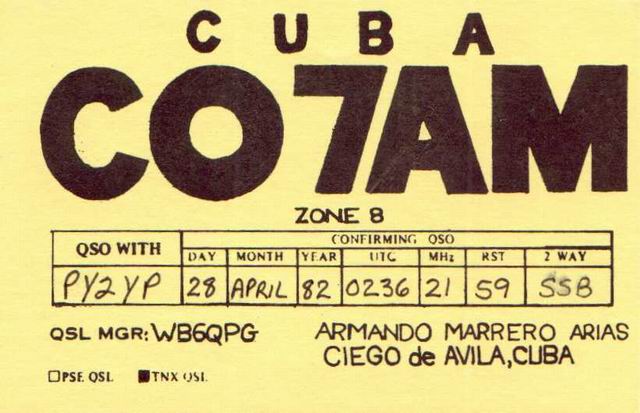 CUBA
CO7AM
ZONE 8
QSO WITH CONFIRMING QSO
DAY MONTH YEAR UTC MHz RST 2 WAY
PY2YP 28 APRIL 82 0236 21 59 SSB
QSL MGR: WB6QPG ARMANDO MARRERO ARIAS
CIEGO de AVILA, CUBA
□PSE QSL ■TNX QSL